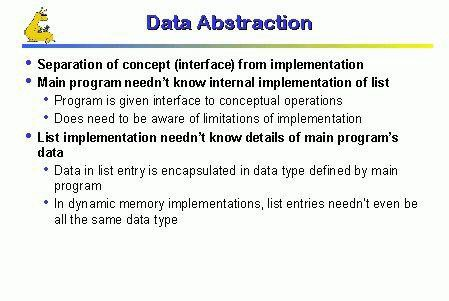 Data Abstraction
• Separation of concept (interface) from implementation
• Main program needn't know internal implementation of list
• Program is given interface to conceptual operations
• Does need to be aware of limitations of implementation
• List implementation needn't know details of main program's
data
• Data in list entry is encapsulated in data type defined by main
program
• In dynamic memory implementations, list entries needn't even be
all the same data type